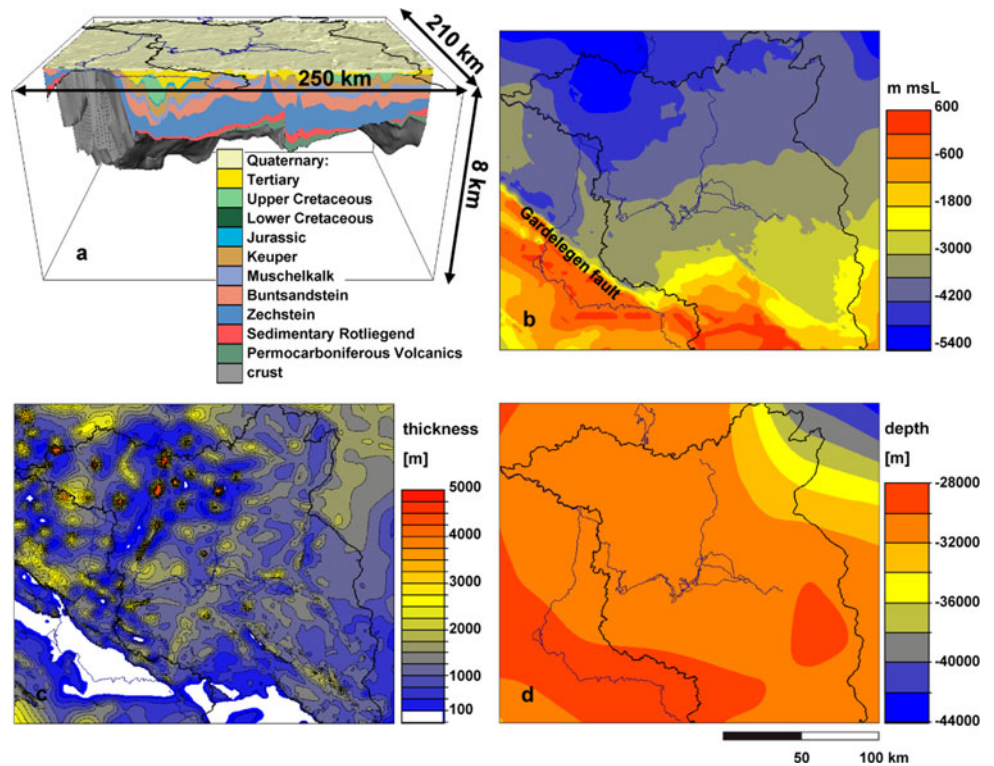 210 km
250 km
8 km
Quaternary:
Tertiary
Upper Cretaceous
Lower Cretaceous
Jurassic
Keuper
Muschelkalk
Buntsandstein
Zechstein
Sedimentary Rotliegend
Permocarboniferous Volcanics
crust
a
m msL
600
-600
-1800
-3000
-4200
-5400
Gardelegen fault
b
thickness
[m]
5000
4000
3000
2000
1000
100
c
depth
[m]
-28000
-32000
-36000
-40000
-44000
d
50 100 km